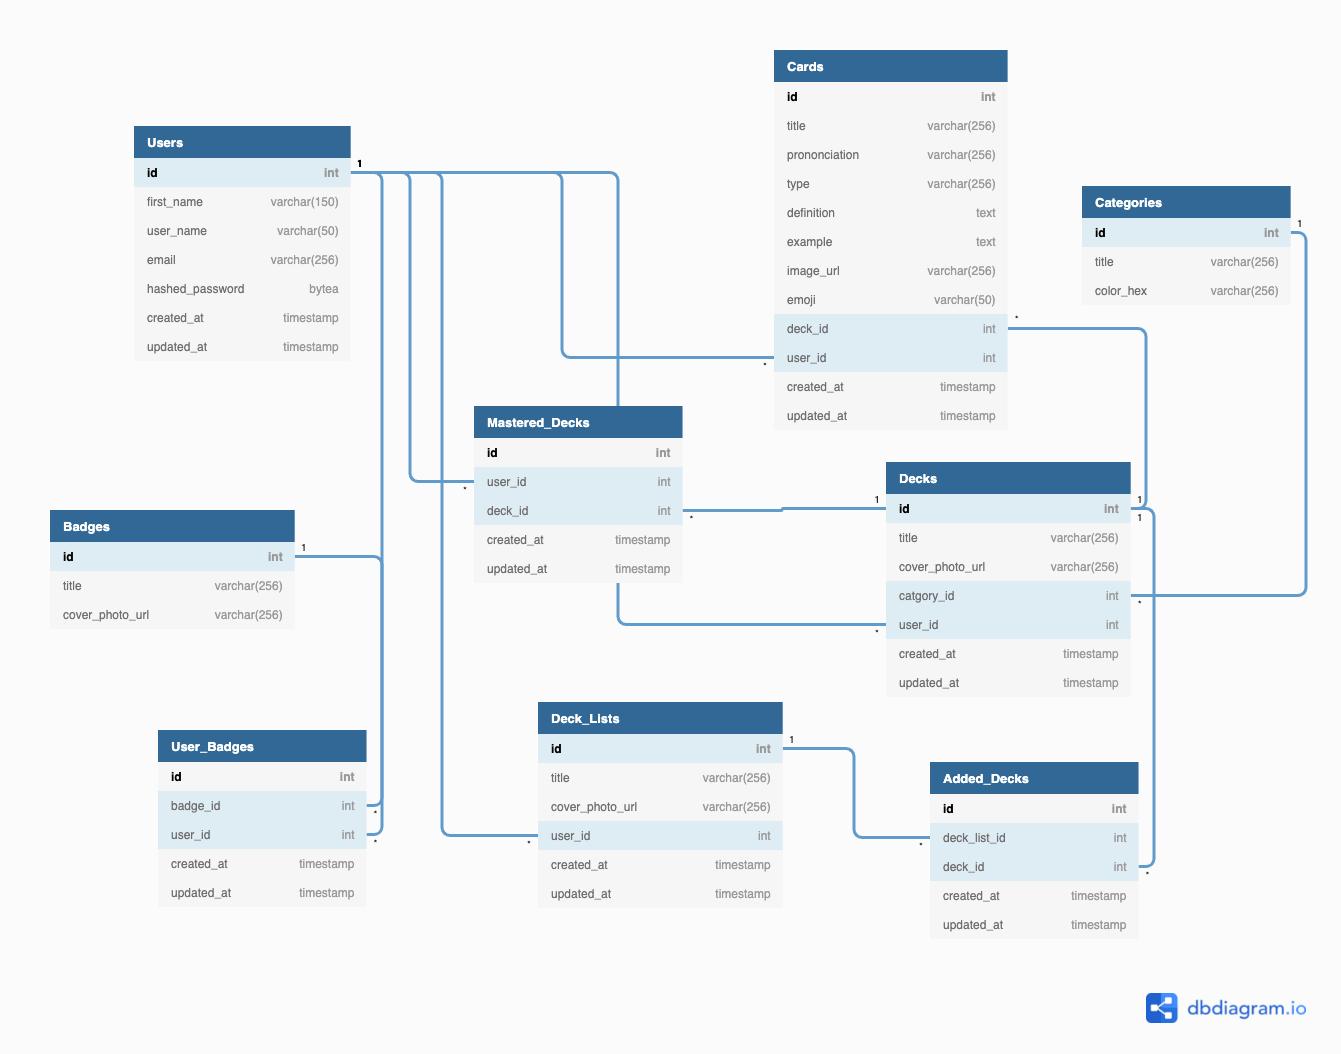 Cards
id int
title varchar(256)
prononciation varchar(256)
type varchar(256)
definition text
example text
image_url varchar(256)
emoji varchar(50)
deck_id int
user_id int
created_at timestamp
updated_at timestamp
*
*
Users
id int
first_name varchar(150)
user_name varchar(50)
email varchar(256)
hashed_password bytea
created_at timestamp
updated_at timestamp
1
Categories
id int
title varchar(256)
color_hex varchar(256)
1
Mastered_Decks
id int
user_id int
deck_id int
created_at timestamp
updated_at timestamp
*
*
Decks
id int
title varchar(256)
cover_photo_url varchar(256)
catgory_id int
user_id int
created_at timestamp
updated_at timestamp
1
1
1
*
*
Badges
id int
title varchar(256)
cover_photo_url varchar(256)
1
User_Badges
id int
badge_id int
user_id int
created_at timestamp
updated_at timestamp
*
*
Deck_Lists
id int
title varchar(256)
cover_photo_url varchar(256)
user_id int
created_at timestamp
updated_at timestamp
1
*
Added_Decks
id int
deck_list_id int
deck_id int
created_at timestamp
updated_at timestamp
*
*
dbdiagram.io